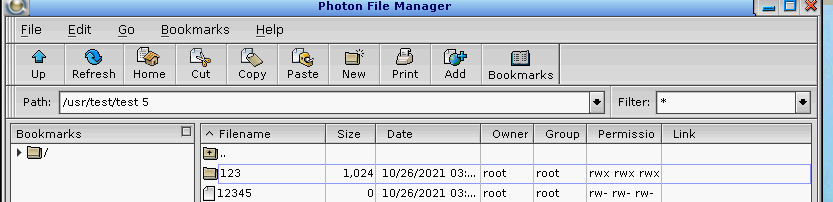 Photon File Manager
File Edit Go Bookmarks Help
Up Refresh Home Cut Copy Paste New Print Add Bookmarks
Path: /usr/test/test 5 Filter: *
Bookmarks Filename Size Date Owner Group Permissio Link
/ ..
123 1,024 10/26/2021 03:... root root rwx rwx rwx
12345 0 10/26/2021 03:... root root rw- rw- rw-